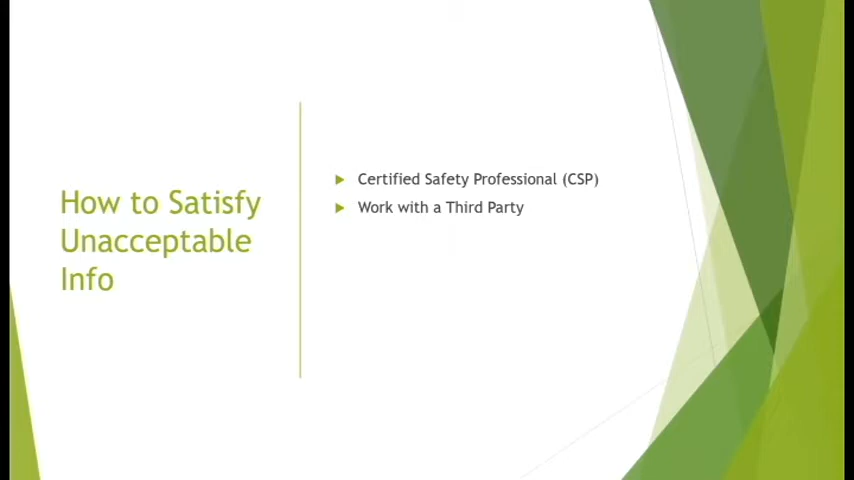 How to Satisfy
Unacceptable
Info
Certified Safety Professional (CSP)
Work with a Third Party